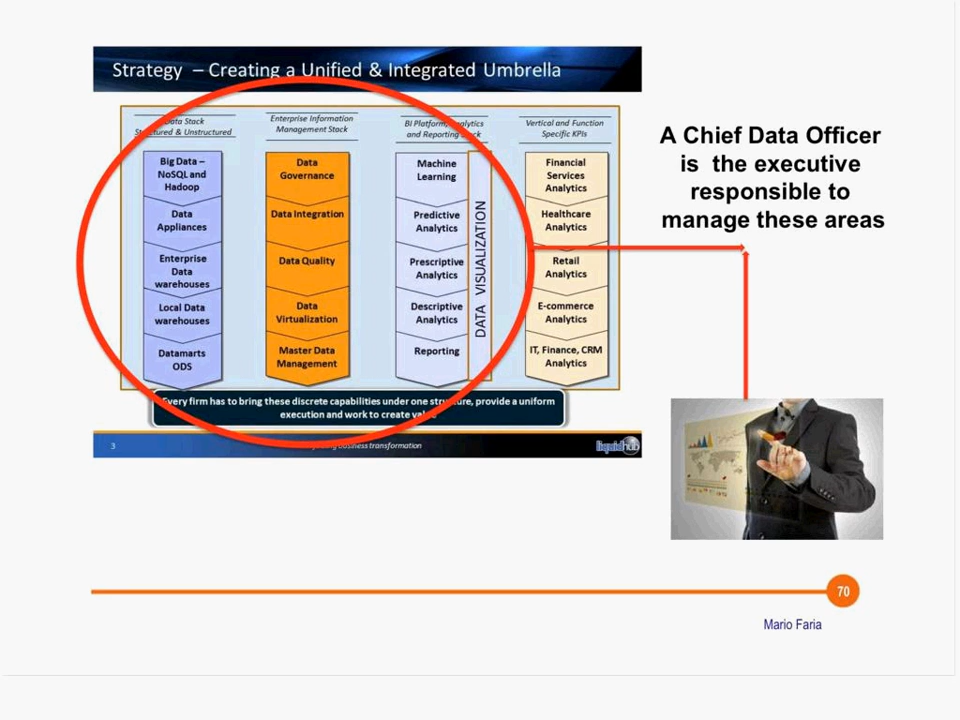 Strategy – Creating a Unified & Integrated Umbrella
Data Stack
Structured & Unstructured
Enterprise Information
Management Stack
BI Platform, Analytics
and Reporting Stack
Vertical and Function
Specific KPIs
Big Data –
NoSQL and
Hadoop
Data
Appliances
Enterprise
Data
warehouses
Local Data
warehouses
Datamarts
ODS
Data
Governance
Data Integration
Data Quality
Data
Virtualization
Master Data
Management
Machine
Learning
Predictive
Analytics
Prescriptive
Analytics
Descriptive
Analytics
Reporting
DATA VISUALIZATION
Financial
Services
Analytics
Healthcare
Analytics
Retail
Analytics
E-commerce
Analytics
IT, Finance, CRM
Analytics
Every firm has to bring these discrete capabilities under one structure, provide a uniform
execution and work to create value
3
business transformation
liquidhub
A Chief Data Officer
is the executive
responsible to
manage these areas
70
Mario Faria